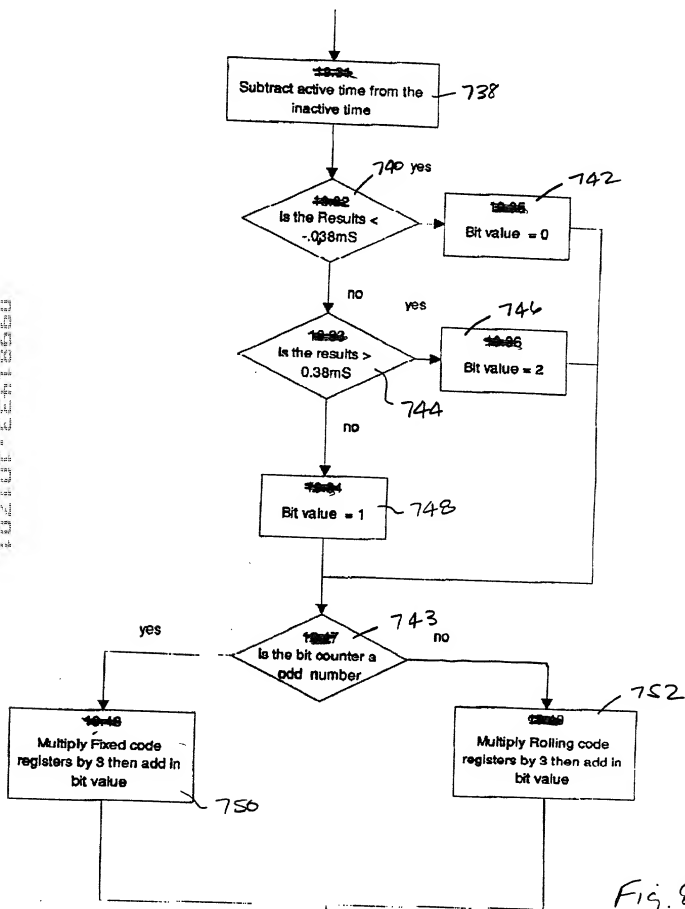 Subtract active time from the
inactive time
738
740 yes
Is the Results <
-.038mS
742
Bit value = 0
no
yes
746
Is the results >
0.38mS
Bit value = 2
744
no
Bit value = 1
748
yes
743
no
Is the bit counter a
odd number
752
Multiply Fixed code
registers by 3 then add in
bit value
Multiply Rolling code
registers by 3 then add in
bit value
750
Fig. 8